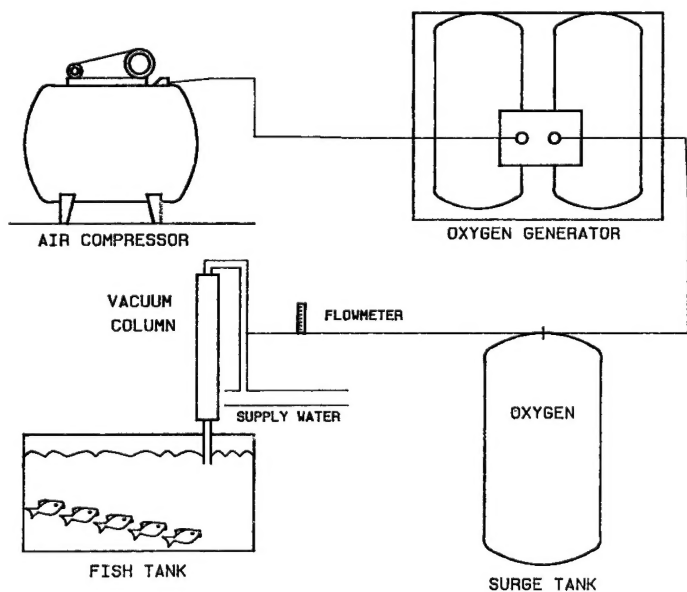 AIR COMPRESSOR
OXYGEN GENERATOR
VACUUM
COLUMN
FLOWMETER
SUPPLY WATER
OXYGEN
FISH TANK
SURGE TANK